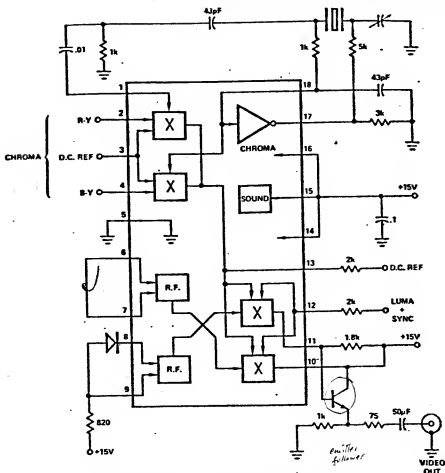 43pF
.01
1k
1k
5k
43pF
1
18
R-Y
2
X
17
3k
CHROMA
D.C. REF
3
CHROMA
16
B-Y
4
X
SOUND
15
+15V
5
14
.1
6
13
2k
D.C. REF
R.F.
7
X
12
2k
LUMA
+
SYNC
8
11
1.8k
+15V
R.F.
X
10
9
820
1k
75
50µF
+15V
emitter
follower
VIDEO
OUT